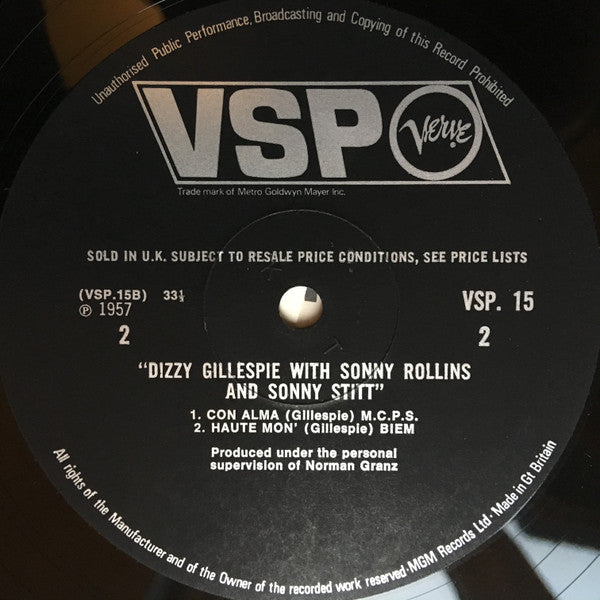 Unauthorised Public Performance, Broadcasting and Copying of this Record Prohibited
VSP Verve
Trade mark of Metro Goldwyn Mayer Inc.
SOLD IN U.K. SUBJECT TO RESALE PRICE CONDITIONS, SEE PRICE LISTS
(VSP.15B) 33⅓
℗ 1957
2
VSP. 15
2
"DIZZY GILLESPIE WITH SONNY ROLLINS
AND SONNY STITT"
1. CON ALMA (Gillespie) M.C.P.S.
2. HAUTE MON' (Gillespie) BIEM
Produced under the personal
supervision of Norman Granz
All rights of the Manufacturer and of the Owner of the recorded work reserved·MGM Records Ltd·Made in Gt Britain